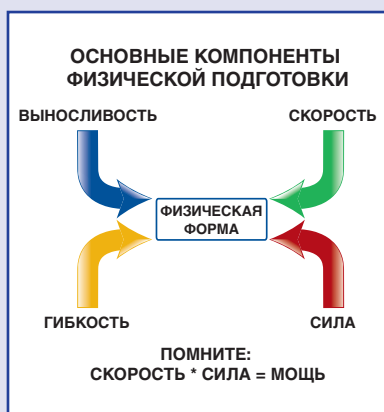 ОСНОВНЫЕ КОМПОНЕНТЫ
ФИЗИЧЕСКОЙ ПОДГОТОВКИ
ВЫНОСЛИВОСТЬ
СКОРОСТЬ
ФИЗИЧЕСКАЯ
ФОРМА
ГИБКОСТЬ
СИЛА
ПОМНИТЕ:
СКОРОСТЬ * СИЛА = МОЩЬ